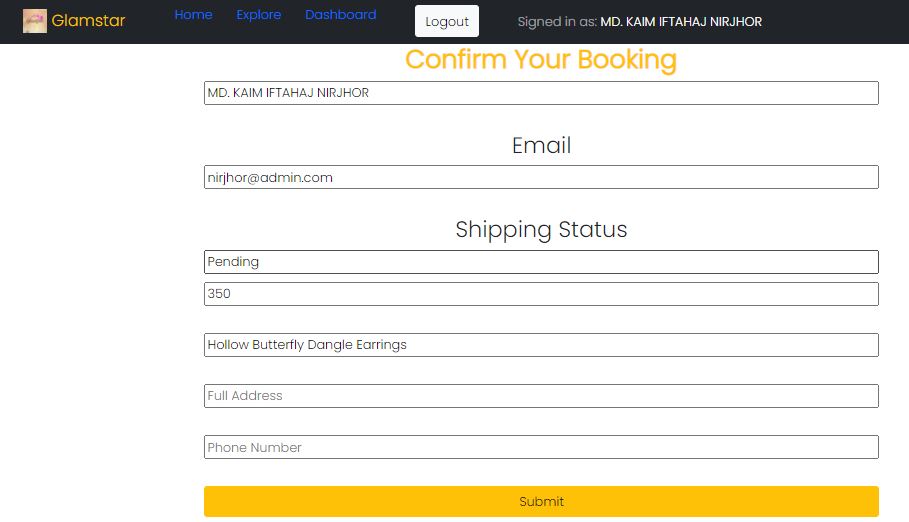 Glamstar Home Explore Dashboard Logout Signed in as: MD. KAIM IFTAHAJ NIRJHOR
Confirm Your Booking
MD. KAIM IFTAHAJ NIRJHOR
Email
nirjhor@admin.com
Shipping Status
Pending
350
Hollow Butterfly Dangle Earrings
Full Address
Phone Number
Submit